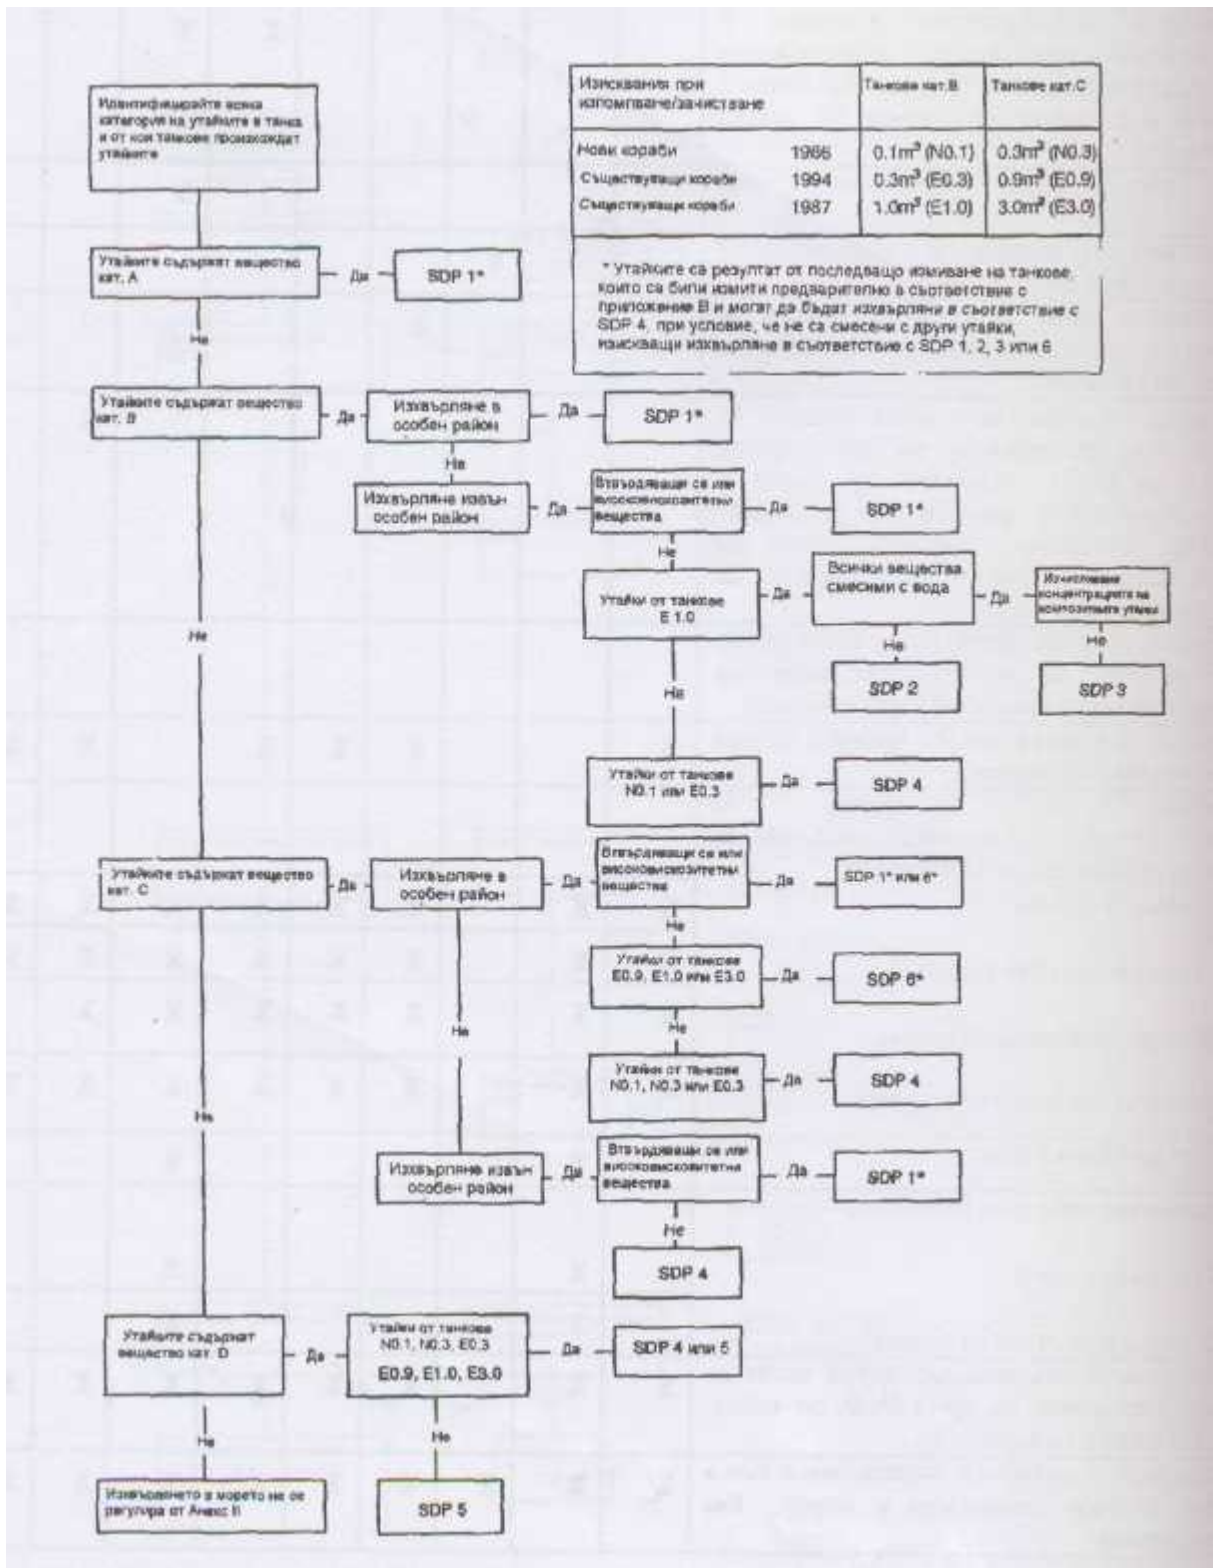 Идентифицирайте всяка
категория на утайките в танка
и от кои танкове произхождат
утайките
Изисквания при
изпомпване/зачистване
Танкове кат.В
Танкове кат.С
Нови кораби 1986 0.1m³ (N0.1) 0.3m³ (N0.3)
Съществуващи кораби 1994 0.3m³ (E0.3) 0.9m³ (E0.9)
Съществуващи кораби 1987 1.0m³ (E1.0) 3.0m³ (E3.0)
* Утайките са резултат от последващо измиване на танкове,
които са били измити предварително в съответствие с
приложение В и могат да бъдат изхвърляни в съответствие с
SDP 4, при условие, че не са смесени с други утайки,
изискващи изхвърляне в съответствие с SDP 1, 2, 3 или 6
Утайките съдържат вещество
кат. А
Да
SDP 1*
Не
Утайките съдържат вещество
кат. В
Да
Изхвърляне в
особен район
Да
SDP 1*
Не
Изхвърляне извън
особен район
Да
Втвърдяващи се или
високовискозитетни
вещества
Да
SDP 1*
Не
Утайки от танкове
E 1.0
Да
Всички вещества
смесими с вода
Да
Изчисляване
концентрацията на
композитните утайки
Не
Не
Не
SDP 2
SDP 3
Не
Утайки от танкове
N0.1 или E0.3
Да
SDP 4
Утайките съдържат вещество
кат. С
Да
Изхвърляне в
особен район
Да
Втвърдяващи се или
високовискозитетни
вещества
Да
SDP 1* или 6*
Не
Утайки от танкове
E0.9, E1.0 или E3.0
Да
SDP 6*
Не
Не
Утайки от танкове
N0.1, N0.3 или E0.3
Да
SDP 4
Не
Изхвърляне извън
особен район
Да
Втвърдяващи се или
високовискозитетни
вещества
Да
SDP 1*
Не
SDP 4
Утайките съдържат
вещество кат. D
Да
Утайки от танкове
N0.1, N0.3, E0.3
E0.9, E1.0, E3.0
Да
SDP 4 или 5
Не
Не
Изхвърлянето в морето не се
регулира от Анекс II
SDP 5